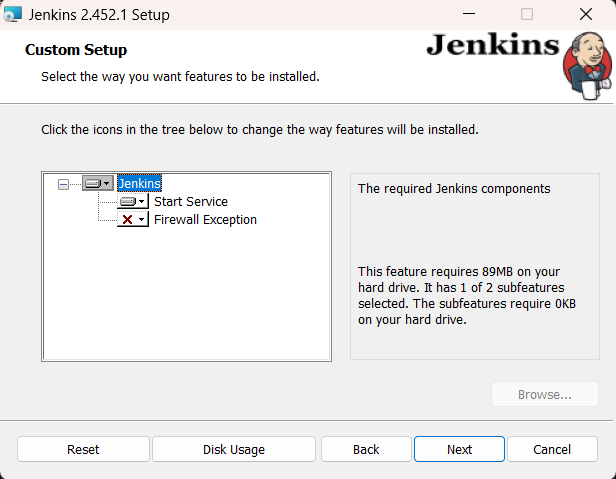 Jenkins 2.452.1 Setup
Custom Setup
Jenkins
Select the way you want features to be installed.
Click the icons in the tree below to change the way features will be installed.
Jenkins
Start Service
Firewall Exception
The required Jenkins components
This feature requires 89MB on your
hard drive. It has 1 of 2 subfeatures
selected. The subfeatures require 0KB
on your hard drive.
Browse...
Reset
Disk Usage
Back
Next
Cancel